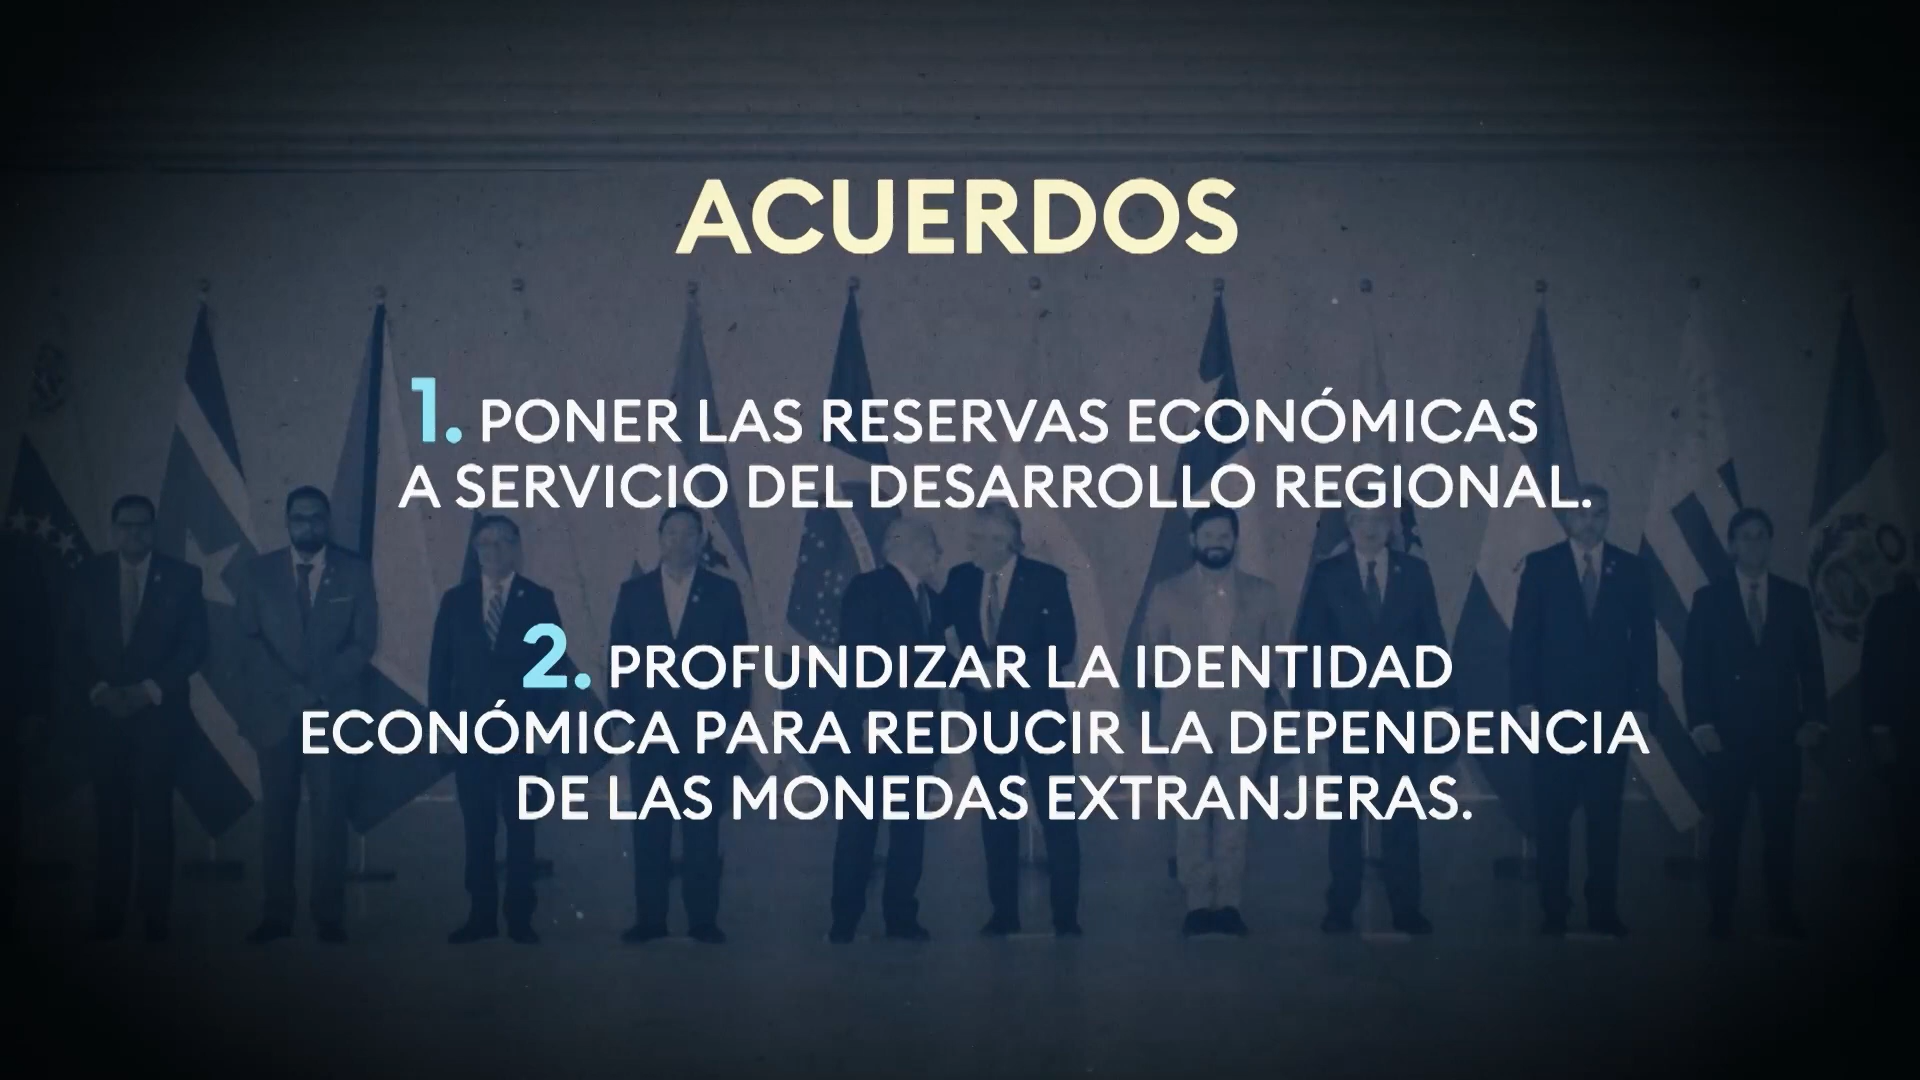 ACUERDOS
1. PONER LAS RESERVAS ECONÓMICAS
A SERVICIO DEL DESARROLLO REGIONAL.
2. PROFUNDIZAR LA IDENTIDAD
ECONÓMICA PARA REDUCIR LA DEPENDENCIA
DE LAS MONEDAS EXTRANJERAS.